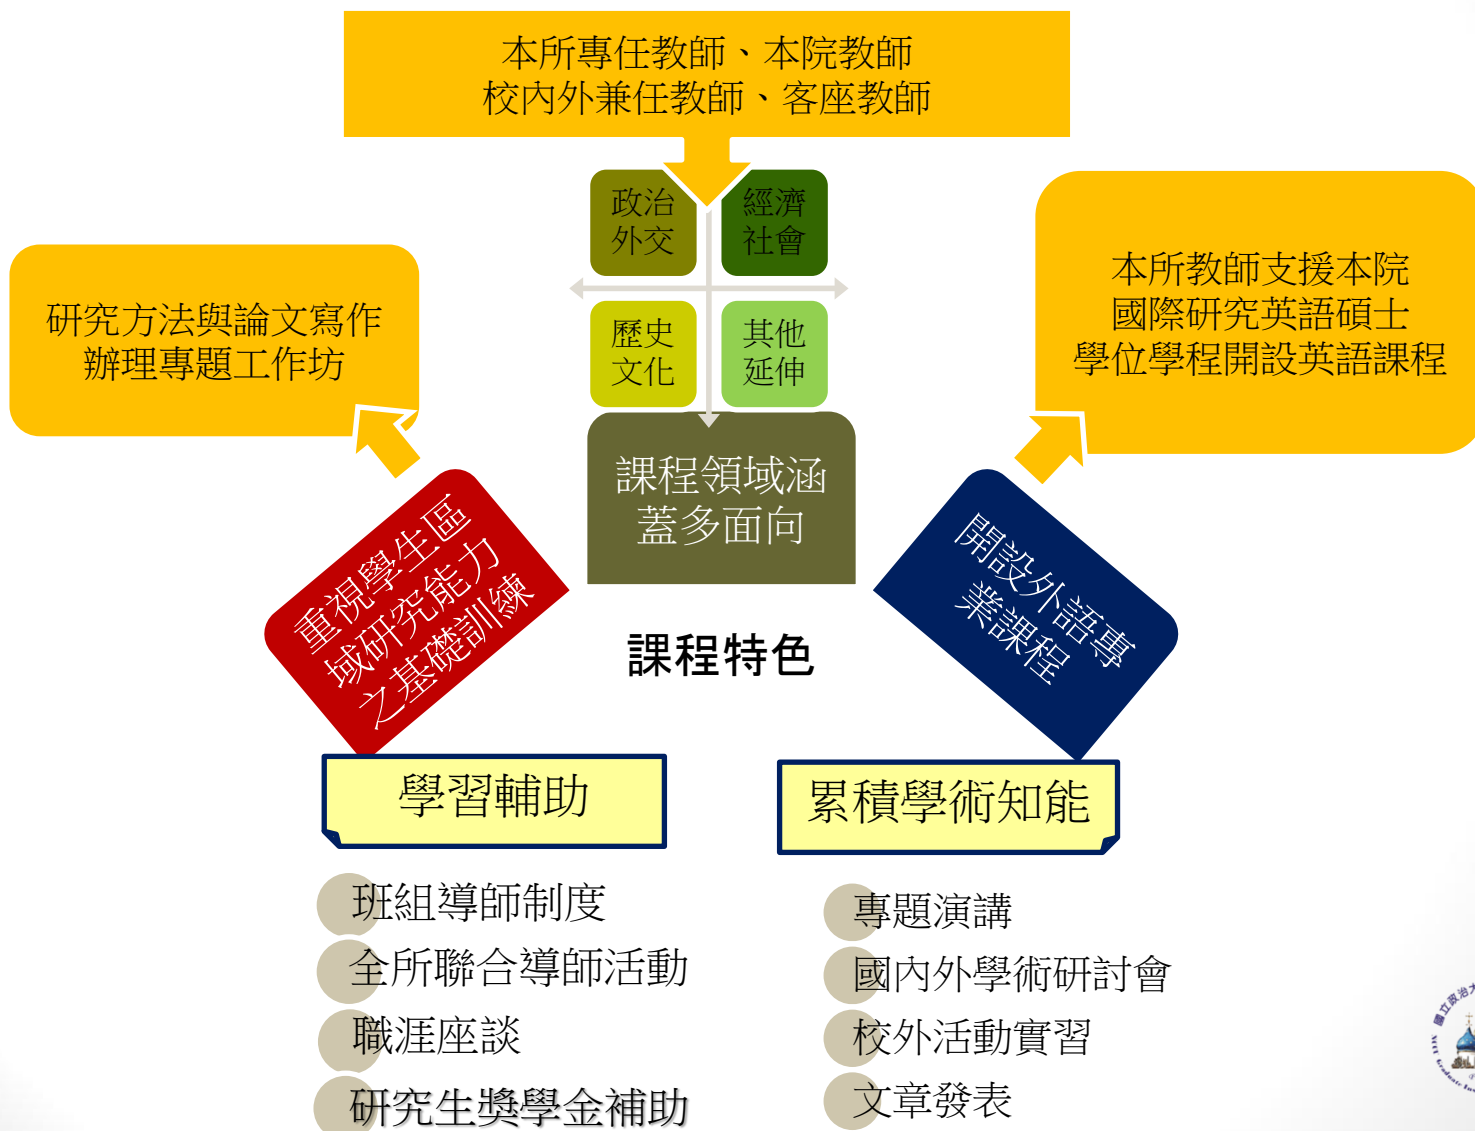 本所專任教師、本院教師
校內外兼任教師、客座教師
政治
外交
經濟
社會
歷史
文化
其他
延伸
研究方法與論文寫作
辦理專題工作坊
本所教師支援本院
國際研究英語碩士
學位學程開設英語課程
課程領域涵
蓋多面向
重視學生區
域研究能力
之基礎訓練
開設外語專
業課程
課程特色
學習輔助
班組導師制度
全所聯合導師活動
職涯座談
研究生獎學金補助
累積學術知能
專題演講
國內外學術研討會
校外活動實習
文章發表
國立政治大